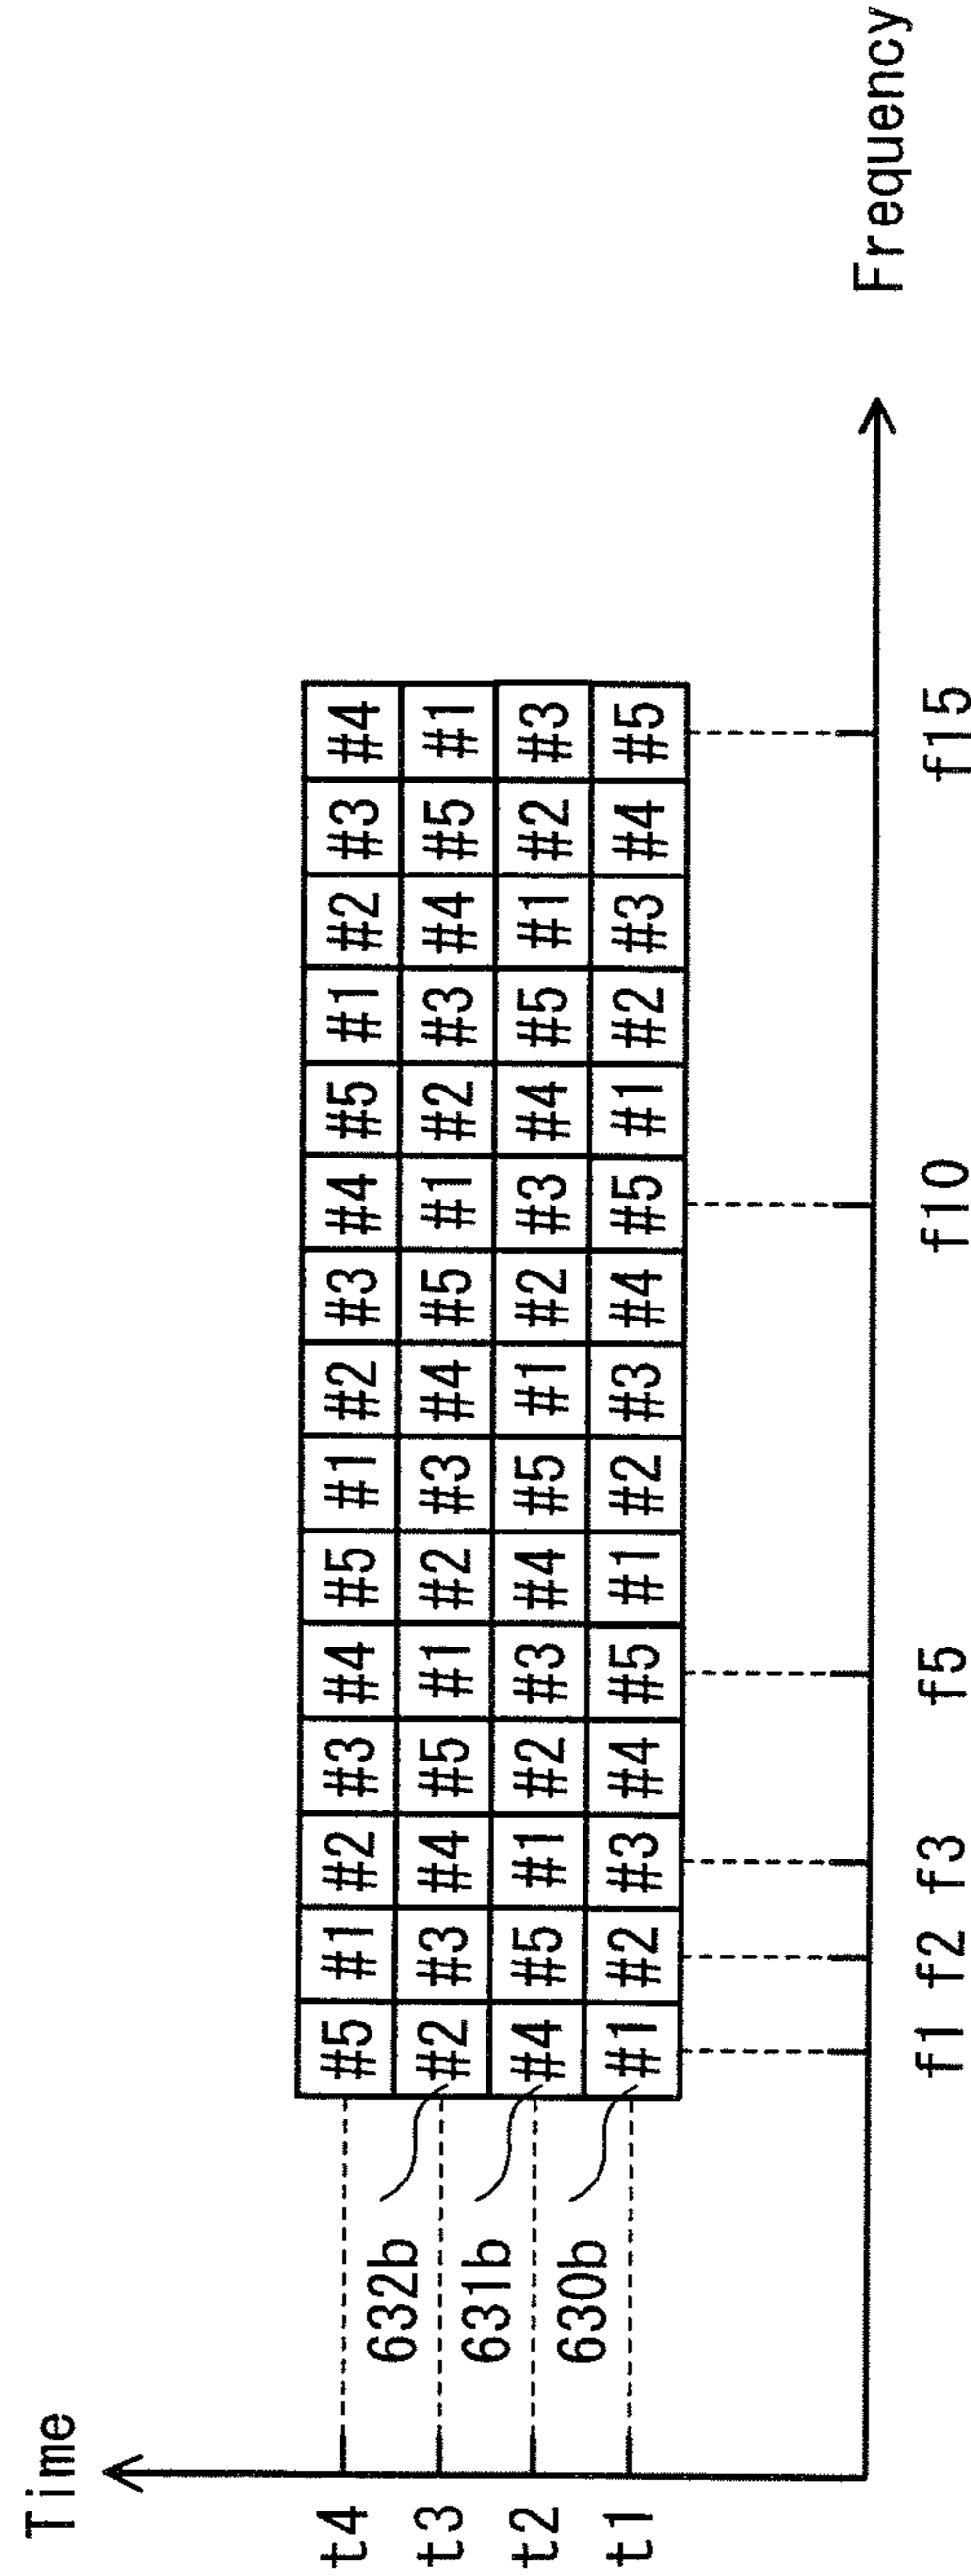 Time
t4 #5 #1 #2 #3 #4 #5 #1 #2 #3 #4 #5 #1 #2 #3 #4
632b
t3 #2 #3 #4 #5 #1 #2 #3 #4 #5 #1 #2 #3 #4 #5 #1
631b
t2 #4 #5 #1 #2 #3 #4 #5 #1 #2 #3 #4 #5 #1 #2 #3
630b
t1 #1 #2 #3 #4 #5 #1 #2 #3 #4 #5 #1 #2 #3 #4 #5
Frequency
f1 f2 f3 f5 f10 f15